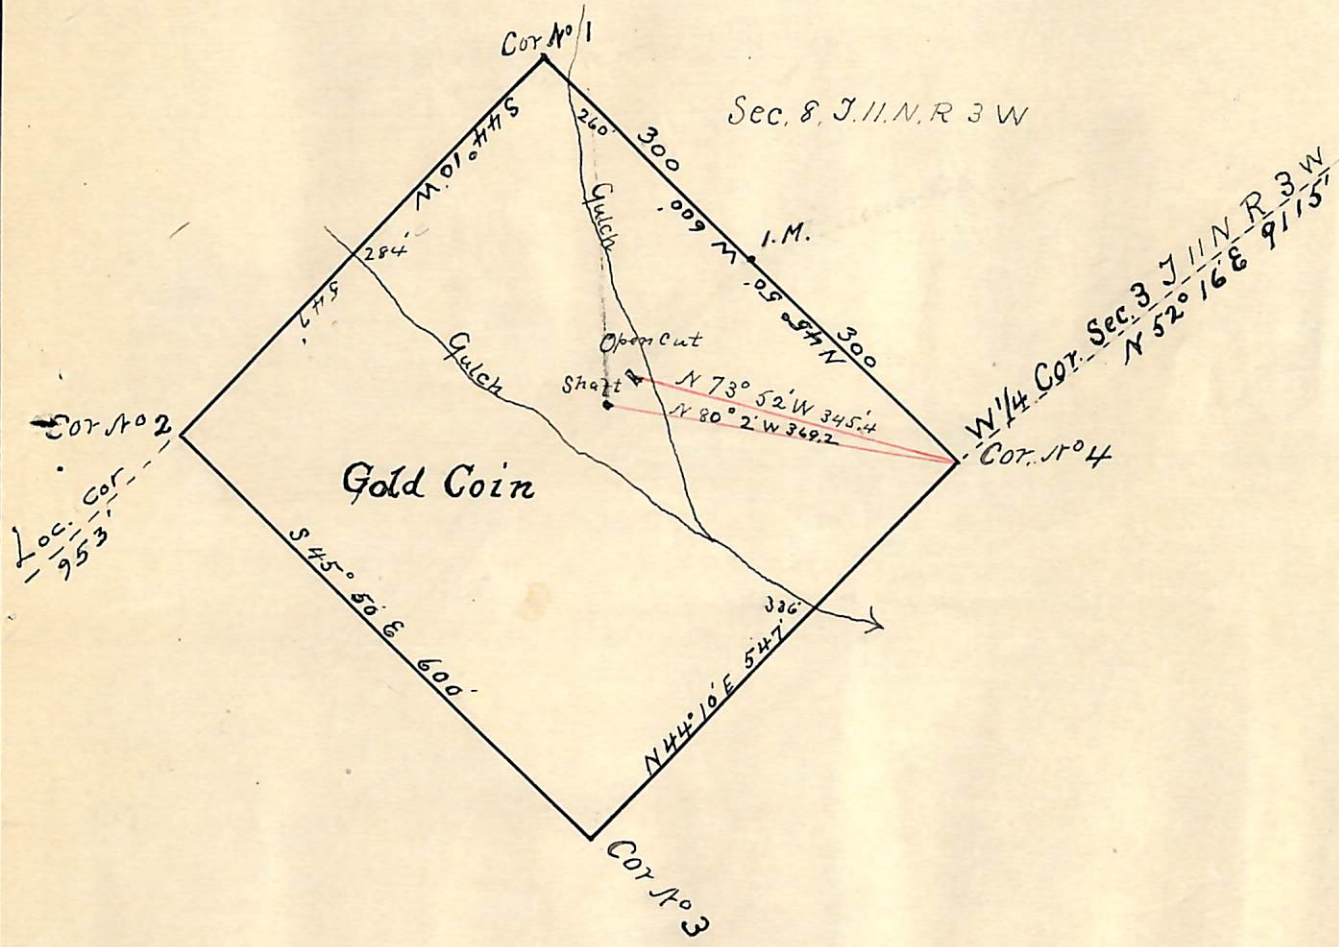 Cor No 1
Sec. 8, T. 11. N, R 3 W
S 44° 10' W
547'
284'
260'
300
N 45° 50' W 600'
I.M.
300
Gulch
Gulch
Open Cut
Shaft
N 73° 52' W 345.4
N 80° 2' W 369.2
W 1/4 Cor. Sec. 3 T 11 N R 3 W
N 52° 16' E 9115'
Cor No 2
Cor. No 4
Loc. Cor
953'
Gold Coin
S 45° 50' E 600'
336'
N 44° 10' E 547'
Cor No 3